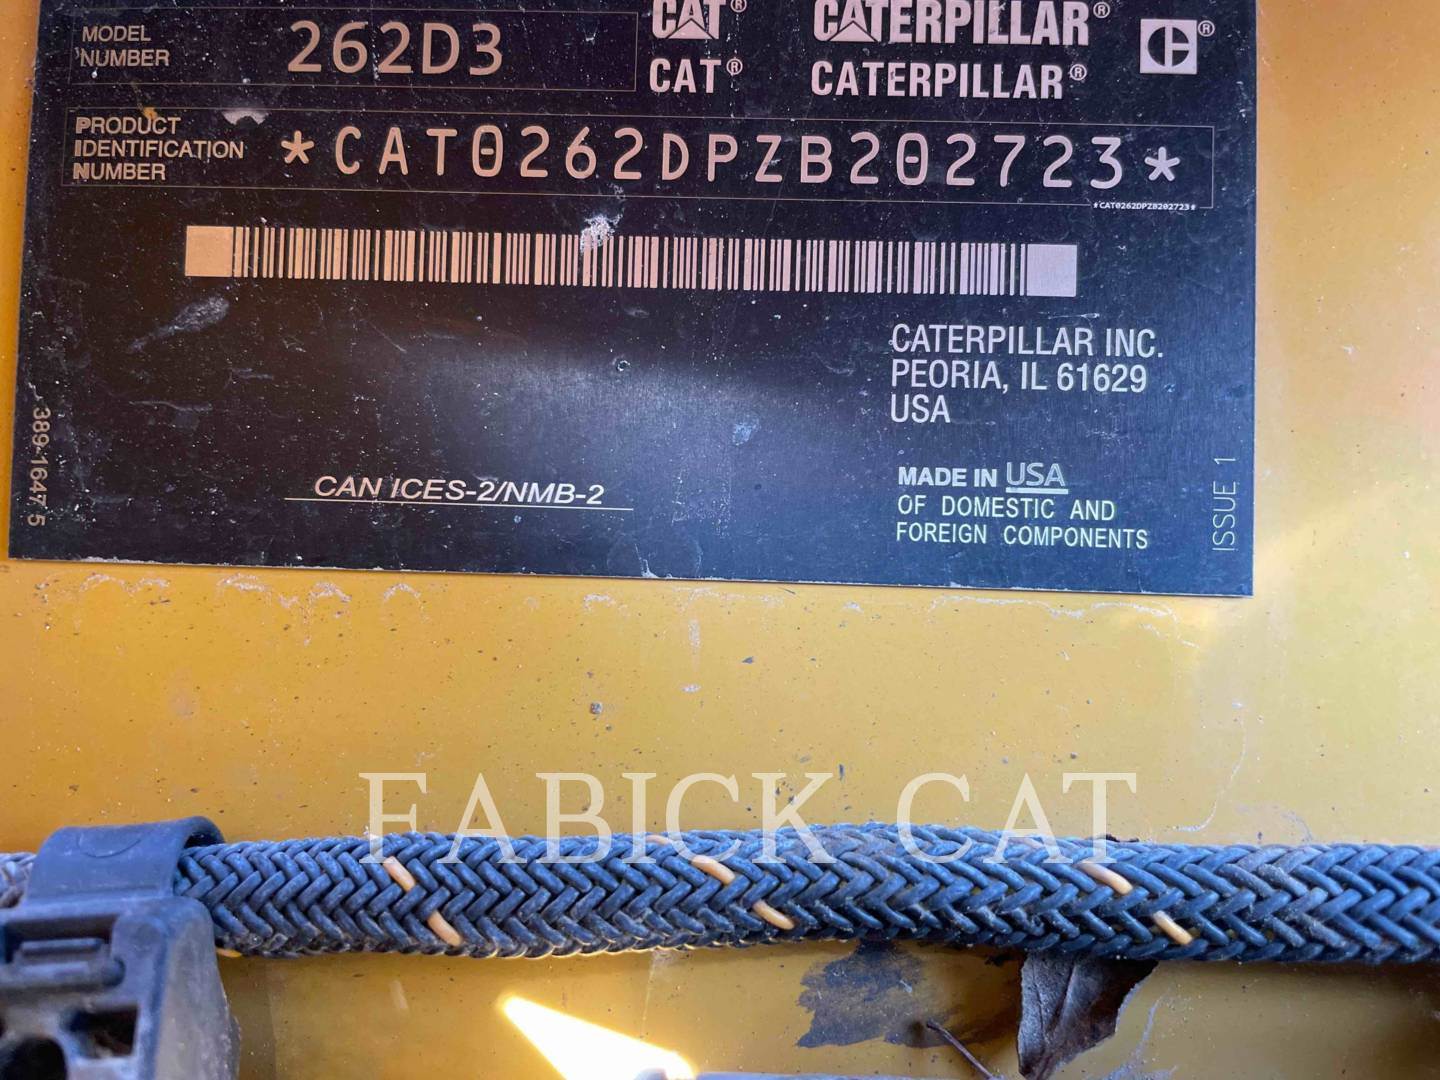 MODEL
NUMBER
262D3
CAT®
CAT®
CATERPILLAR®
CATERPILLAR®
C®
PRODUCT
IDENTIFICATION
NUMBER
*CAT0262DPZB202723*
*CAT0262DPZB202723*
CATERPILLAR INC.
PEORIA, IL 61629
USA
389-1647 5
CAN ICES-2/NMB-2
MADE IN USA
OF DOMESTIC AND
FOREIGN COMPONENTS
ISSUE 1
FABICK CAT